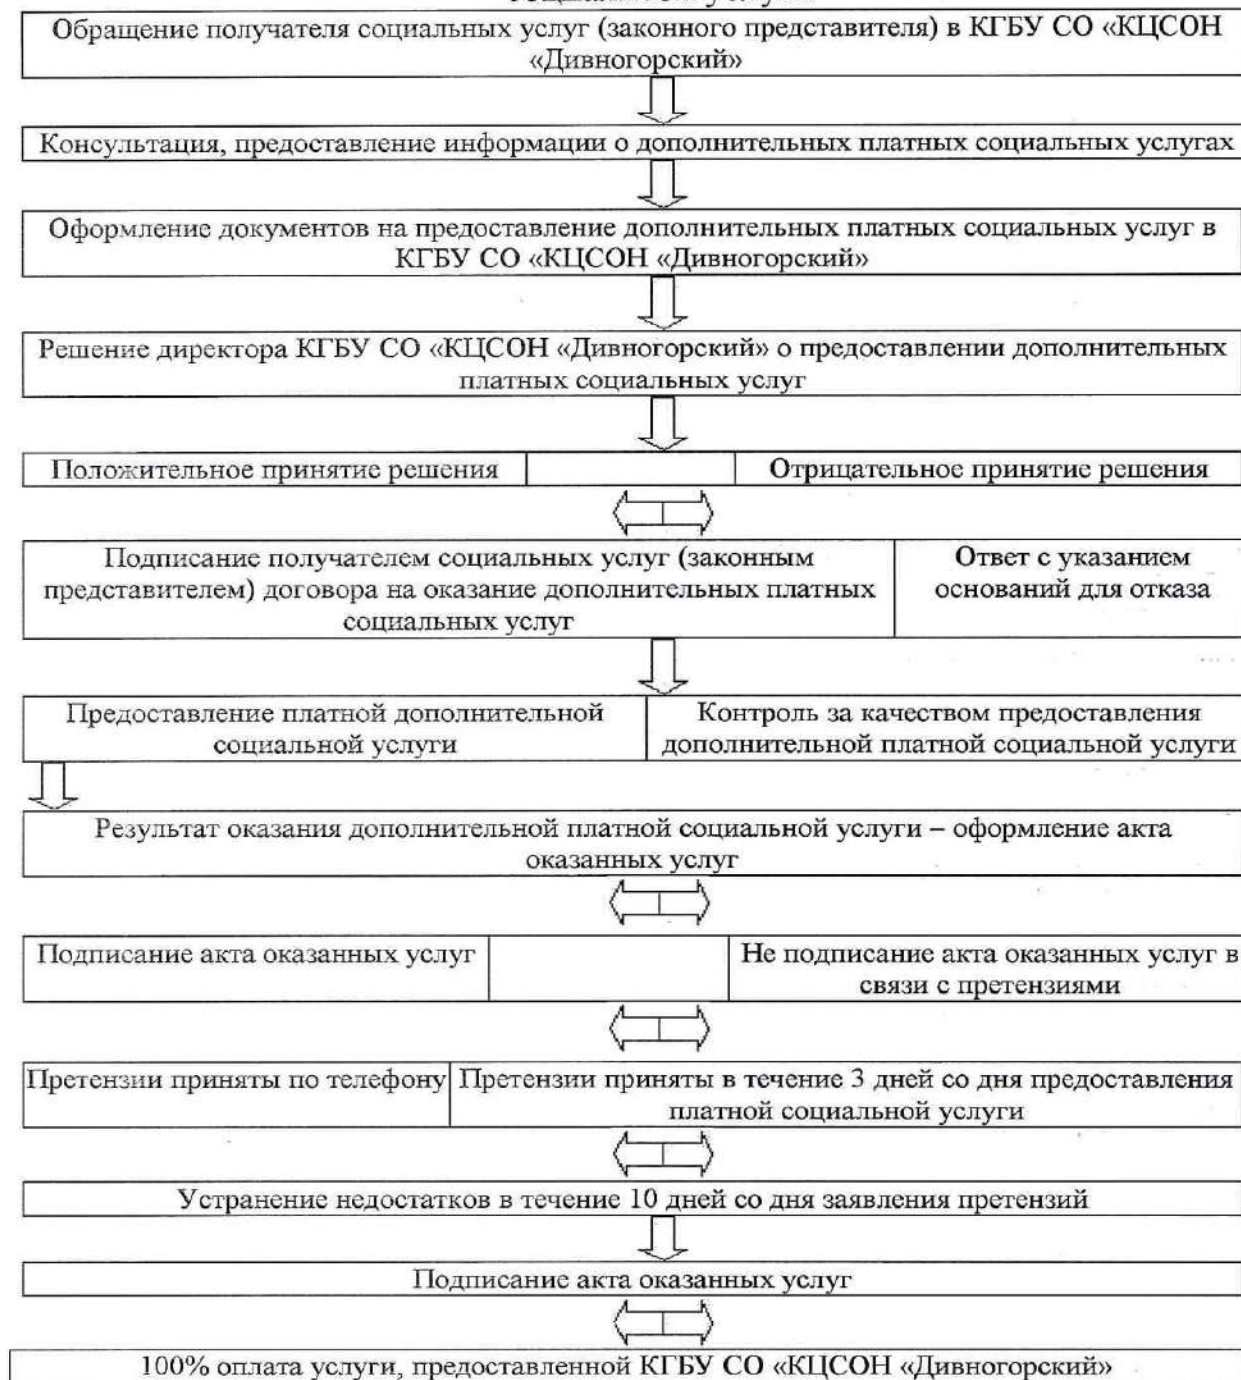 Обращение получателя социальных услуг (законного представителя) в КГБУ СО «КЦСОН
«Дивногорский»
Консультация, предоставление информации о дополнительных платных социальных услугах
Оформление документов на предоставление дополнительных платных социальных услуг в
КГБУ СО «КЦСОН «Дивногорский»
Решение директора КГБУ СО «КЦСОН «Дивногорский» о предоставлении дополнительных
платных социальных услуг
Положительное принятие решения
Отрицательное принятие решения
Подписание получателем социальных услуг (законным
представителем) договора на оказание дополнительных платных
социальных услуг
Ответ с указанием
оснований для отказа
Предоставление платной дополнительной
социальной услуги
Контроль за качеством предоставления
дополнительной платной социальной услуги
Результат оказания дополнительной платной социальной услуги – оформление акта
оказанных услуг
Подписание акта оказанных услуг
Не подписание акта оказанных услуг в
связи с претензиями
Претензии приняты по телефону
Претензии приняты в течение 3 дней со дня предоставления
платной социальной услуги
Устранение недостатков в течение 10 дней со дня заявления претензий
Подписание акта оказанных услуг
100% оплата услуги, предоставленной КГБУ СО «КЦСОН «Дивногорский»